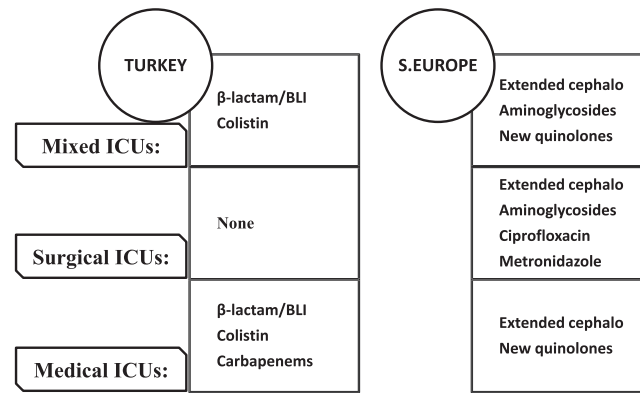 TURKEY
S.EUROPE
Mixed ICUs:
β-lactam/BLI
Colistin
Extended cephalo
Aminoglycosides
New quinolones
Surgical ICUs:
None
Extended cephalo
Aminoglycosides
Ciprofloxacin
Metronidazole
Medical ICUs:
β-lactam/BLI
Colistin
Carbapenems
Extended cephalo
New quinolones